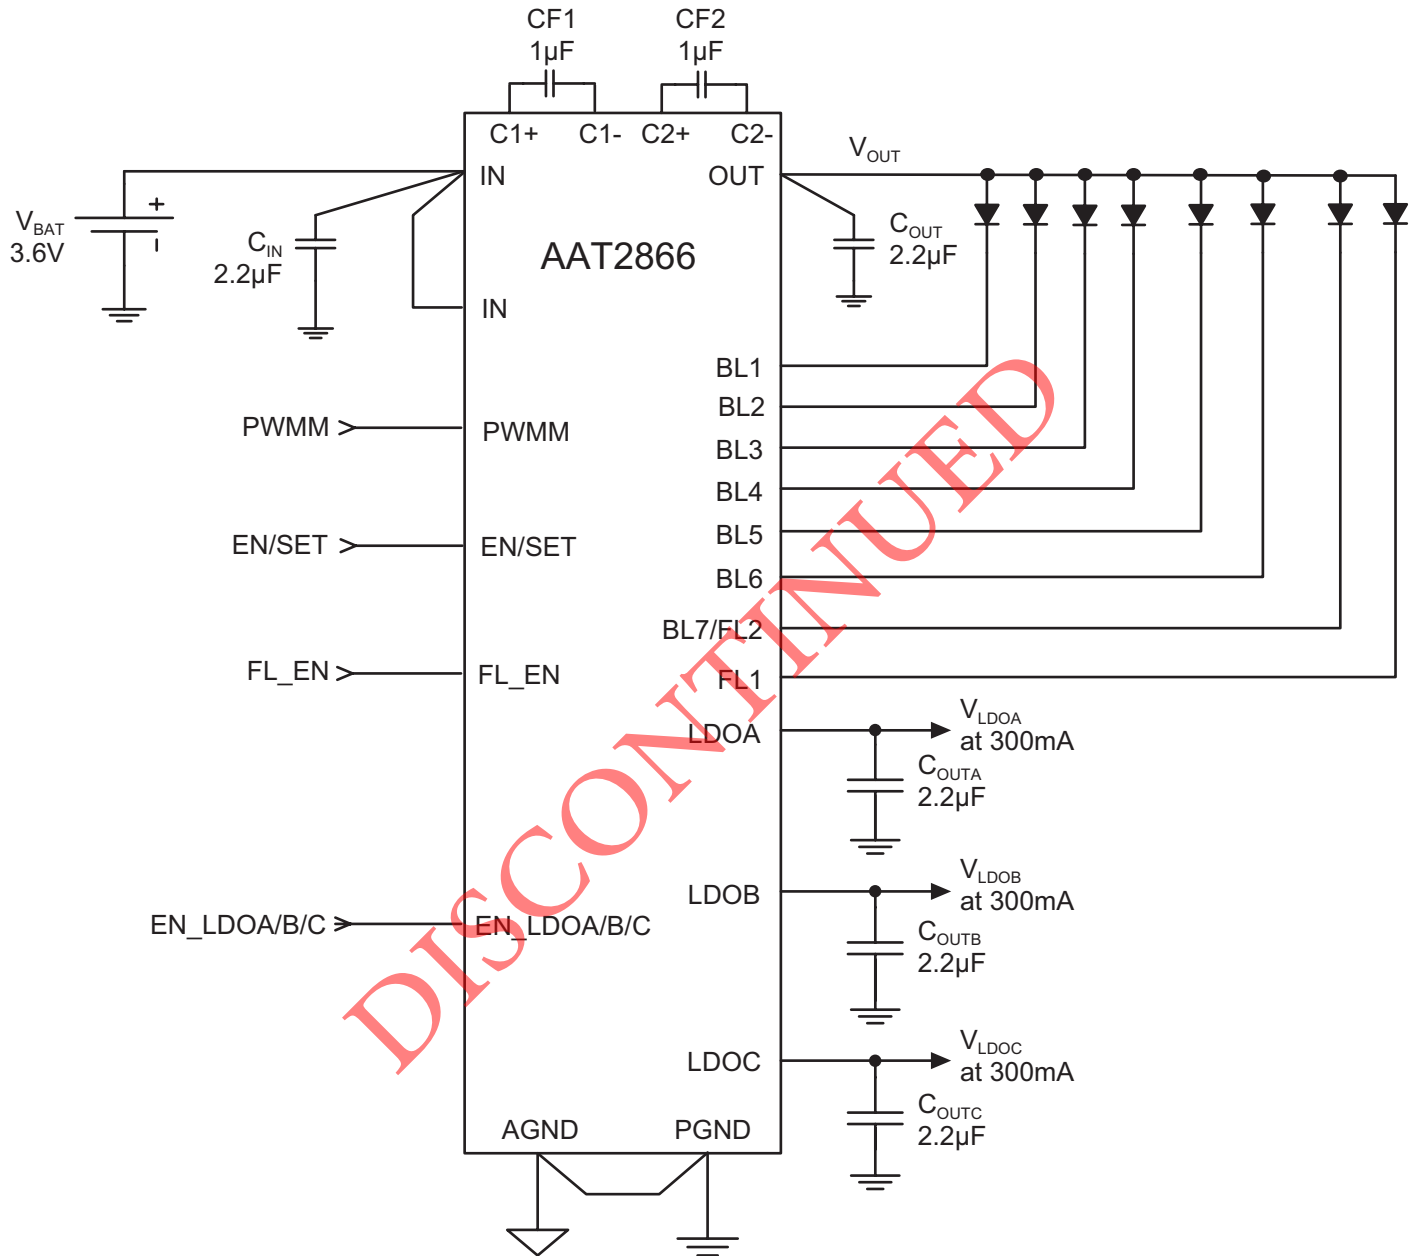 CF1
1µF
CF2
1µF
C1+
C1-
C2+
C2-
IN
OUT
VOUT
VBAT
3.6V
+
-
CIN
2.2µF
AAT2866
COUT
2.2µF
IN
BL1
BL2
PWMM
PWMM
BL3
BL4
EN/SET
EN/SET
BL5
BL6
BL7/FL2
FL_EN
FL_EN
FL1
LDOA
VLDOA
at 300mA
COUTA
2.2µF
LDOB
VLDOB
at 300mA
EN_LDOA/B/C
EN_LDOA/B/C
COUTB
2.2µF
LDOC
VLDOC
at 300mA
COUTC
2.2µF
AGND
PGND
DISCONTINUED